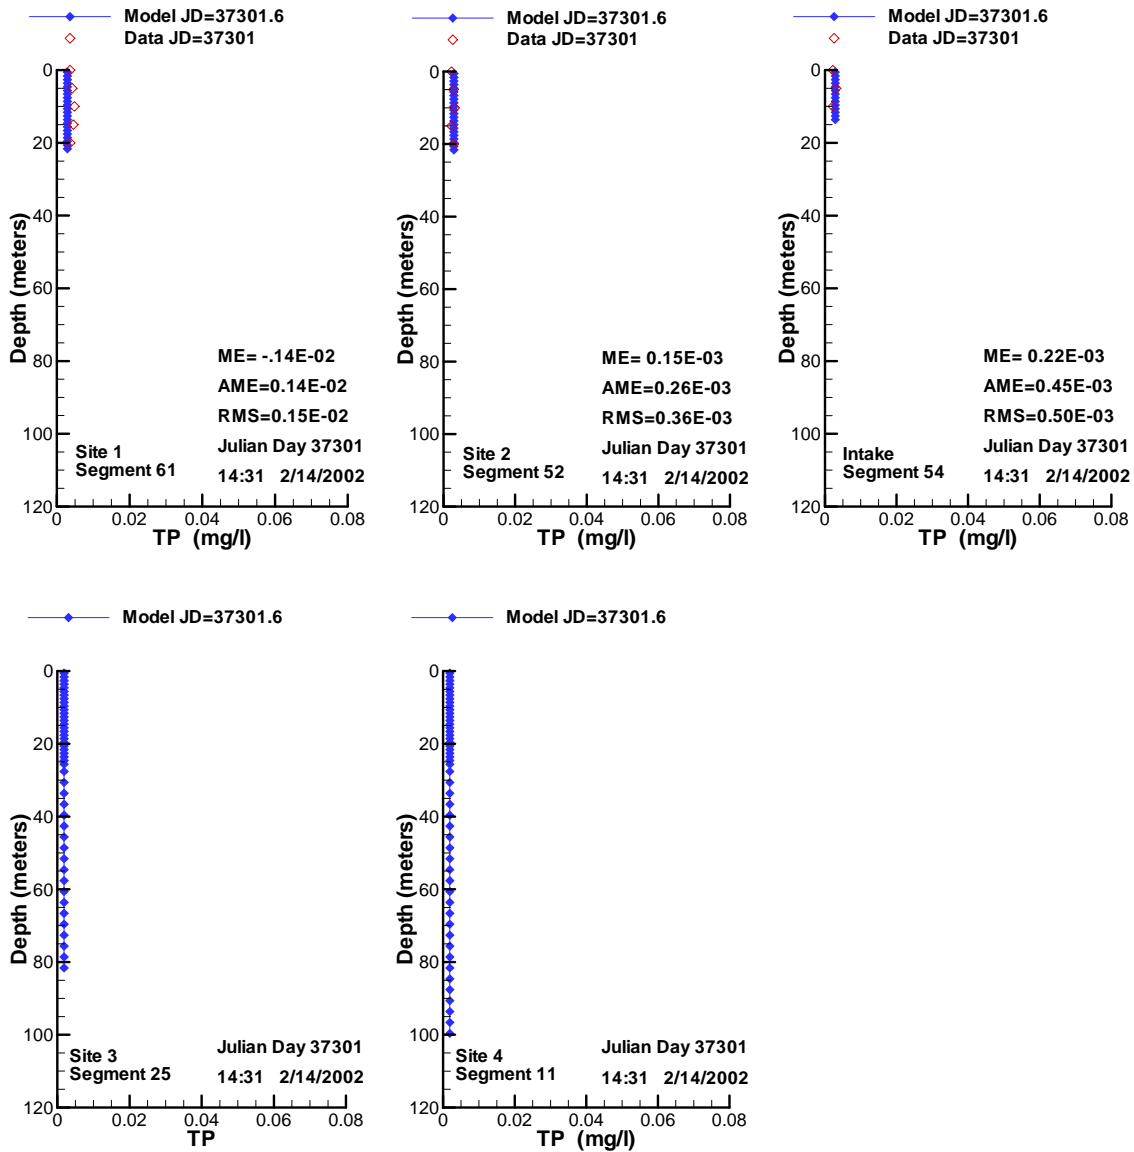 Model JD=37301.6
Data JD=37301
0
20
40
60
80
100
120
Depth (meters)
ME= -.14E-02
AME=0.14E-02
RMS=0.15E-02
Site 1
Segment 61
Julian Day 37301
14:31 2/14/2002
0 0.02 0.04 0.06 0.08
TP (mg/l)
Model JD=37301.6
Data JD=37301
0
20
40
60
80
100
120
Depth (meters)
ME= 0.15E-03
AME=0.26E-03
RMS=0.36E-03
Site 2
Segment 52
Julian Day 37301
14:31 2/14/2002
0 0.02 0.04 0.06 0.08
TP (mg/l)
Model JD=37301.6
Data JD=37301
0
20
40
60
80
100
120
Depth (meters)
ME= 0.22E-03
AME=0.45E-03
RMS=0.50E-03
Intake
Segment 54
Julian Day 37301
14:31 2/14/2002
0 0.02 0.04 0.06 0.08
TP (mg/l)
Model JD=37301.6
0
20
40
60
80
100
120
Depth (meters)
Site 3
Segment 25
Julian Day 37301
14:31 2/14/2002
0 0.02 0.04 0.06 0.08
TP
Model JD=37301.6
0
20
40
60
80
100
120
Depth (meters)
Site 4
Segment 11
Julian Day 37301
14:31 2/14/2002
0 0.02 0.04 0.06 0.08
TP (mg/l)